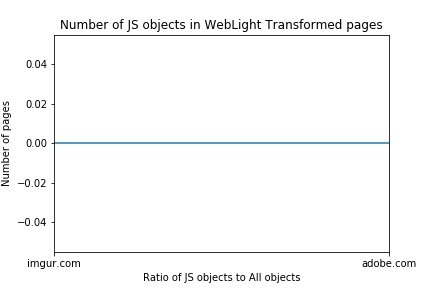 Number of JS objects in WebLight Transformed pages
Number of pages
0.04
0.02
0.00
−0.02
−0.04
imgur.com adobe.com
Ratio of JS objects to All objects